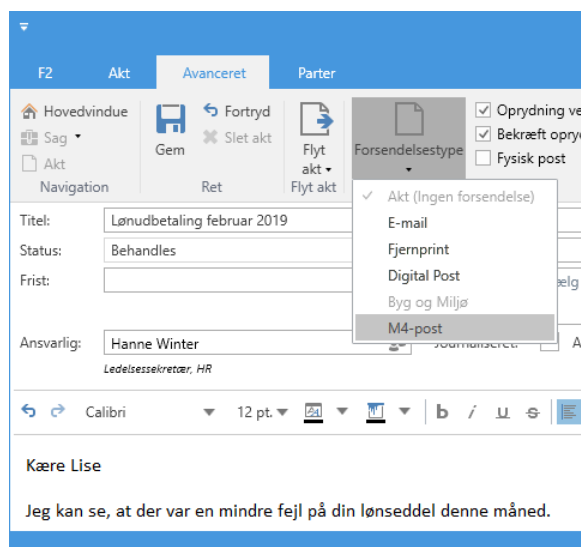 F2 Akt Avanceret Parter
Hovedvindue Fortryd Oprydning ve
Sag Slet akt Bekræft opryd
Akt Gem Flyt akt Forsendelsestype Fysisk post
Navigation Ret Flyt akt
Akt (Ingen forsendelse)
Titel: Lønudbetaling februar 2019
E-mail
Status: Behandles
Fjernprint
Frist: Digital Post ælg
Byg og Miljø
M4-post
Ansvarlig: Hanne Winter A
Ledelsessekretær, HR
Calibri 12 pt. b i u s
Kære Lise
Jeg kan se, at der var en mindre fejl på din lønseddel denne måned.